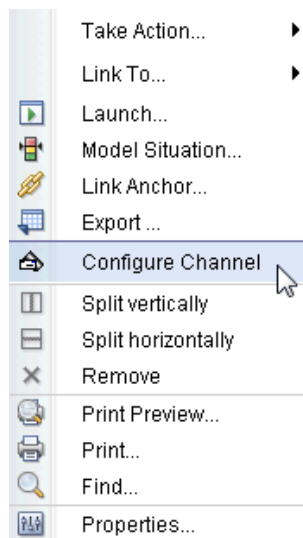 Take Action...
Link To...
Launch...
Model Situation...
Link Anchor...
Export ...
Configure Channel
Split vertically
Split horizontally
Remove
Print Preview...
Print...
Find...
Properties...